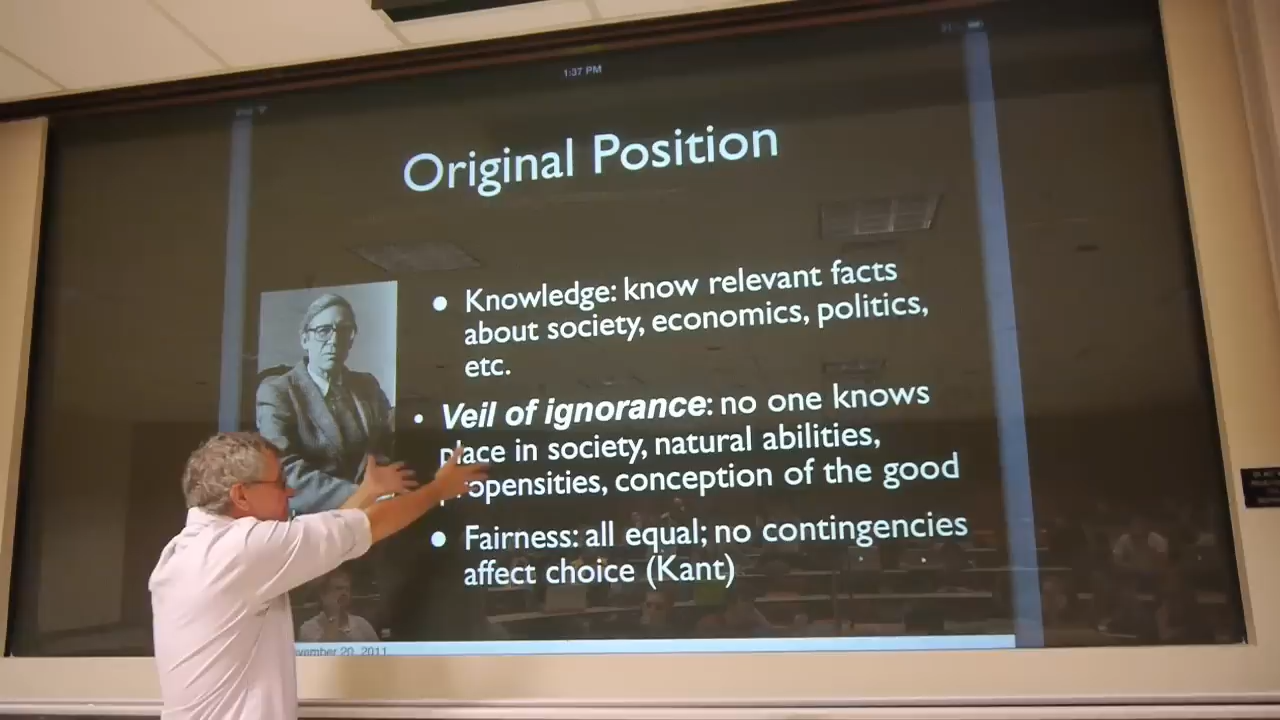 1:37 PM
Original Position
• Knowledge: know relevant facts
about society, economics, politics,
etc.
• Veil of ignorance: no one knows
place in society, natural abilities,
propensities, conception of the good
• Fairness: all equal; no contingencies
affect choice (Kant)
vember 20, 2011